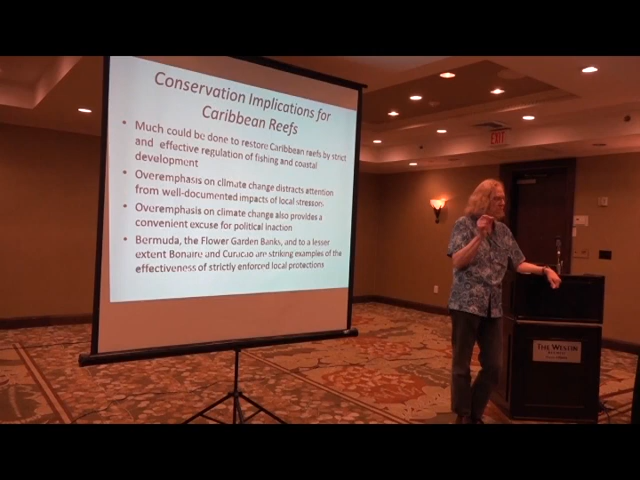 Conservation Implications for
Caribbean Reefs
• Much could be done to restore Caribbean reefs by strict
and effective regulation of fishing and coastal
development
• Overemphasis on climate change distracts attention
from well-documented impacts of local stressors
• Overemphasis on climate change also provides a
convenient excuse for political inaction
• Bermuda, the Flower Garden Banks, and to a lesser
extent Bonaire and Curacao are striking examples of the
effectiveness of strictly enforced local protections
EXIT
THE WESTIN